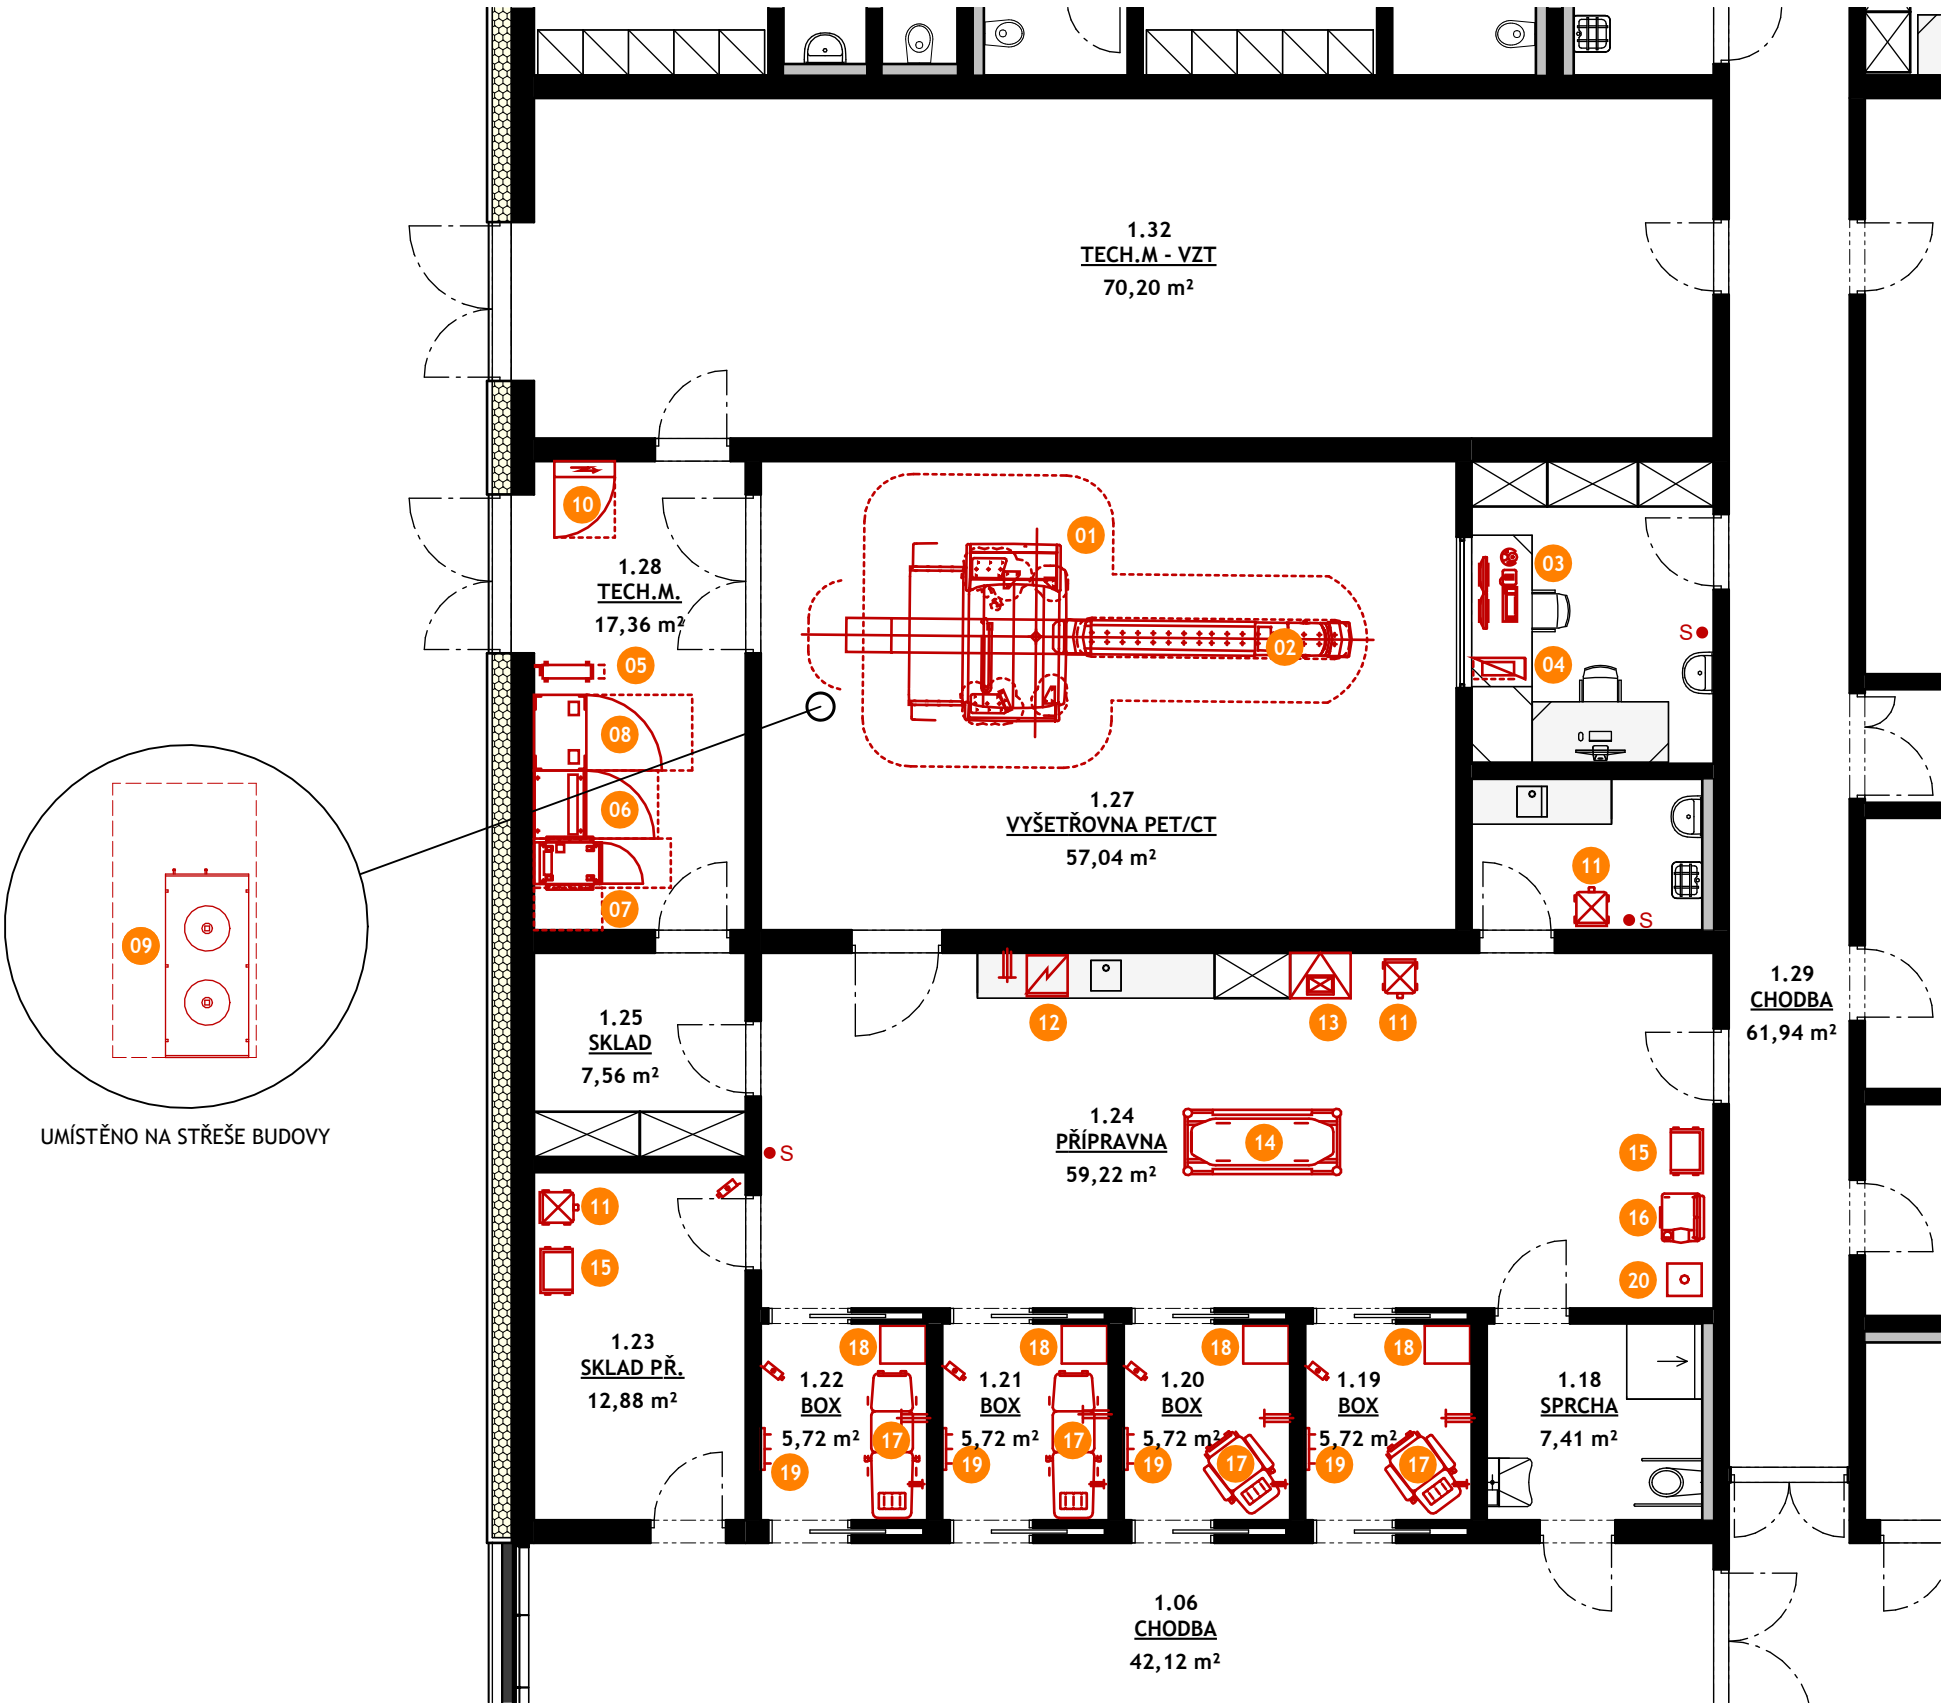 1.32
TECH.M - VZT
70,20 m²
10
01
1.28
TECH.M.
17,36 m²
03
02
S
04
05
08
06
07
1.27
VYŠETŘOVNA PET/CT
57,04 m²
11
S
09
UMÍSTĚNO NA STŘEŠE BUDOVY
12
13
11
1.29
CHODBA
61,94 m²
1.25
SKLAD
7,56 m²
1.24
PŘÍPRAVNA
59,22 m²
14
S
15
16
20
11
15
1.23
SKLAD PŘ.
12,88 m²
18
1.22
BOX
5,72 m²
17
19
18
1.21
BOX
5,72 m²
17
19
18
1.20
BOX
5,72 m²
17
19
18
1.19
BOX
5,72 m²
17
19
1.18
SPRCHA
7,41 m²
1.06
CHODBA
42,12 m²